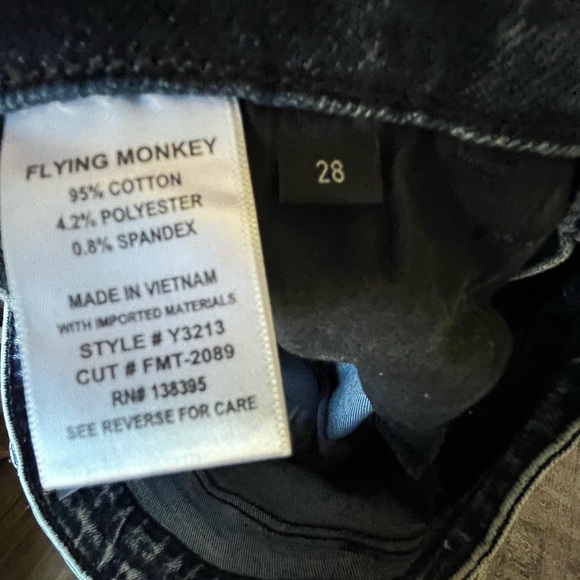 FLYING MONKEY
95% COTTON
4.2% POLYESTER
0.8% SPANDEX
MADE IN VIETNAM
WITH IMPORTED MATERIALS
STYLE # Y3213
CUT # FMT-2089
RN# 138395
SEE REVERSE FOR CARE
28